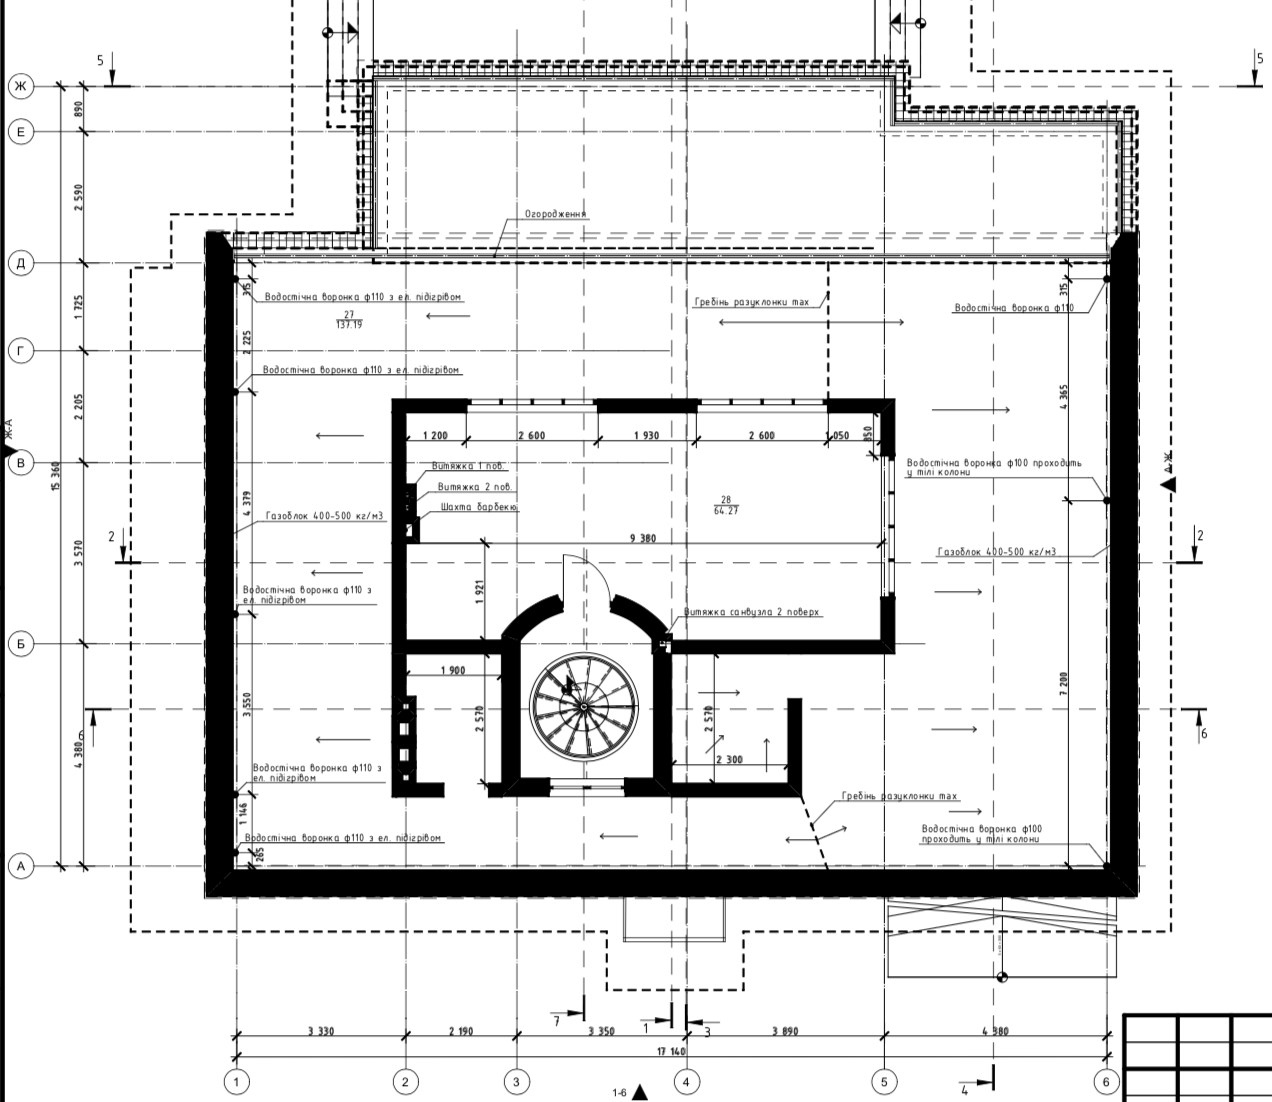 5
5
Ж
Е
Д
Г
В
Б
А
890
2 590
1 725
2 205
3 570
4 380
15 360
Ж-А
А-Ж
Огородження
315
Водостічна воронка ф110 з ел. підігрівом
27
137.19
2 225
Гребінь разуклонки max
315
Водостічна воронка ф110
Водостічна воронка ф110 з ел. підігрівом
4 365
1 200
2 600
1 930
2 600
1 050
850
Витяжка 1 пов.
Витяжка 2 пов.
Шахта барбекю
Водостічна воронка ф100 проходить
у тілі колони
28
64.27
4 379
Газоблок 400-500 кг/м3
2
9 380
2
Газоблок 400-500 кг/м3
Водостічна воронка ф110 з
ел. підігрівом
1 921
Витяжка санвузла 2 поверх
1 900
2 570
2 570
3 550
7 200
6
6
2 300
Водостічна воронка ф110 з
ел. підігрівом
1 146
Гребінь разуклонки max
Водостічна воронка ф110 з ел. підігрівом
265
Водостічна воронка ф100
проходить у тілі колони
7
1
3
3 330
2 190
3 350
3 890
4 380
17 140
1
2
3
4
5
6
4
1-6